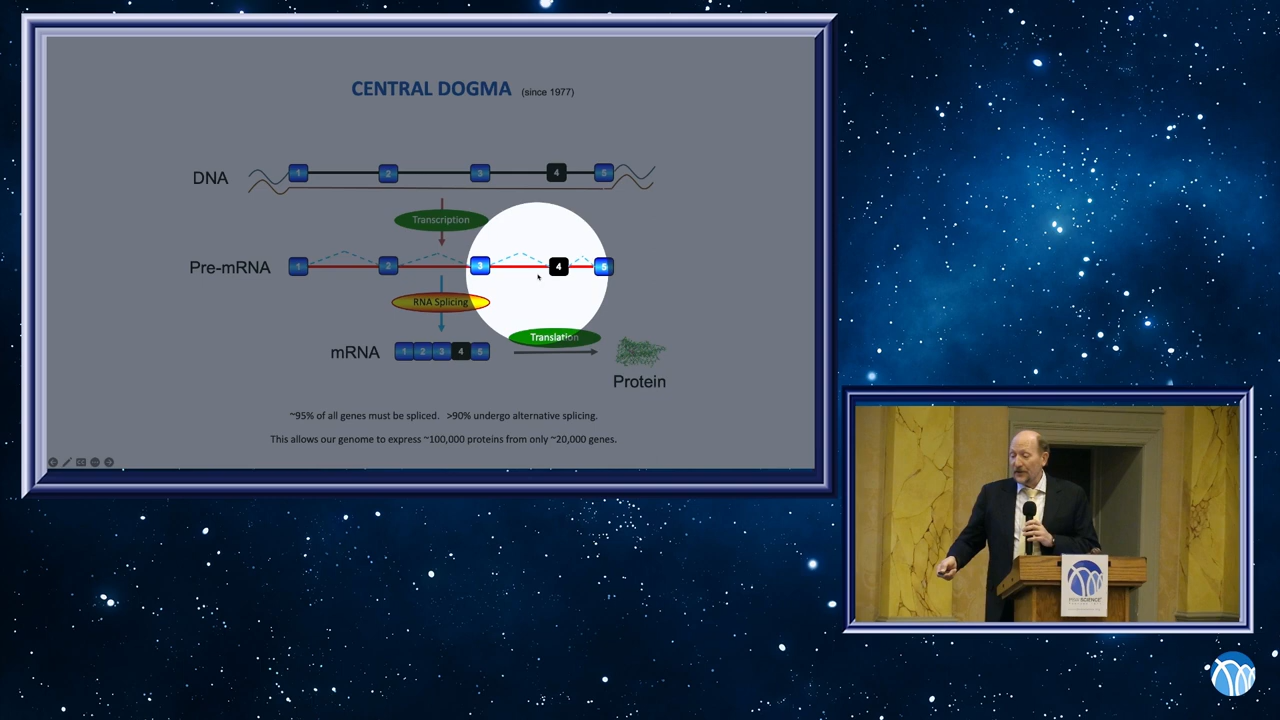 CENTRAL DOGMA (since 1977)
DNA 1 2 3 4 5
Transcription
Pre-mRNA 1 2 3 4 5
RNA Splicing
Translation
mRNA 1 2 3 4 5
Protein
~95% of all genes must be spliced. >90% undergo alternative splicing.
This allows our genome to express ~100,000 proteins from only ~20,000 genes.